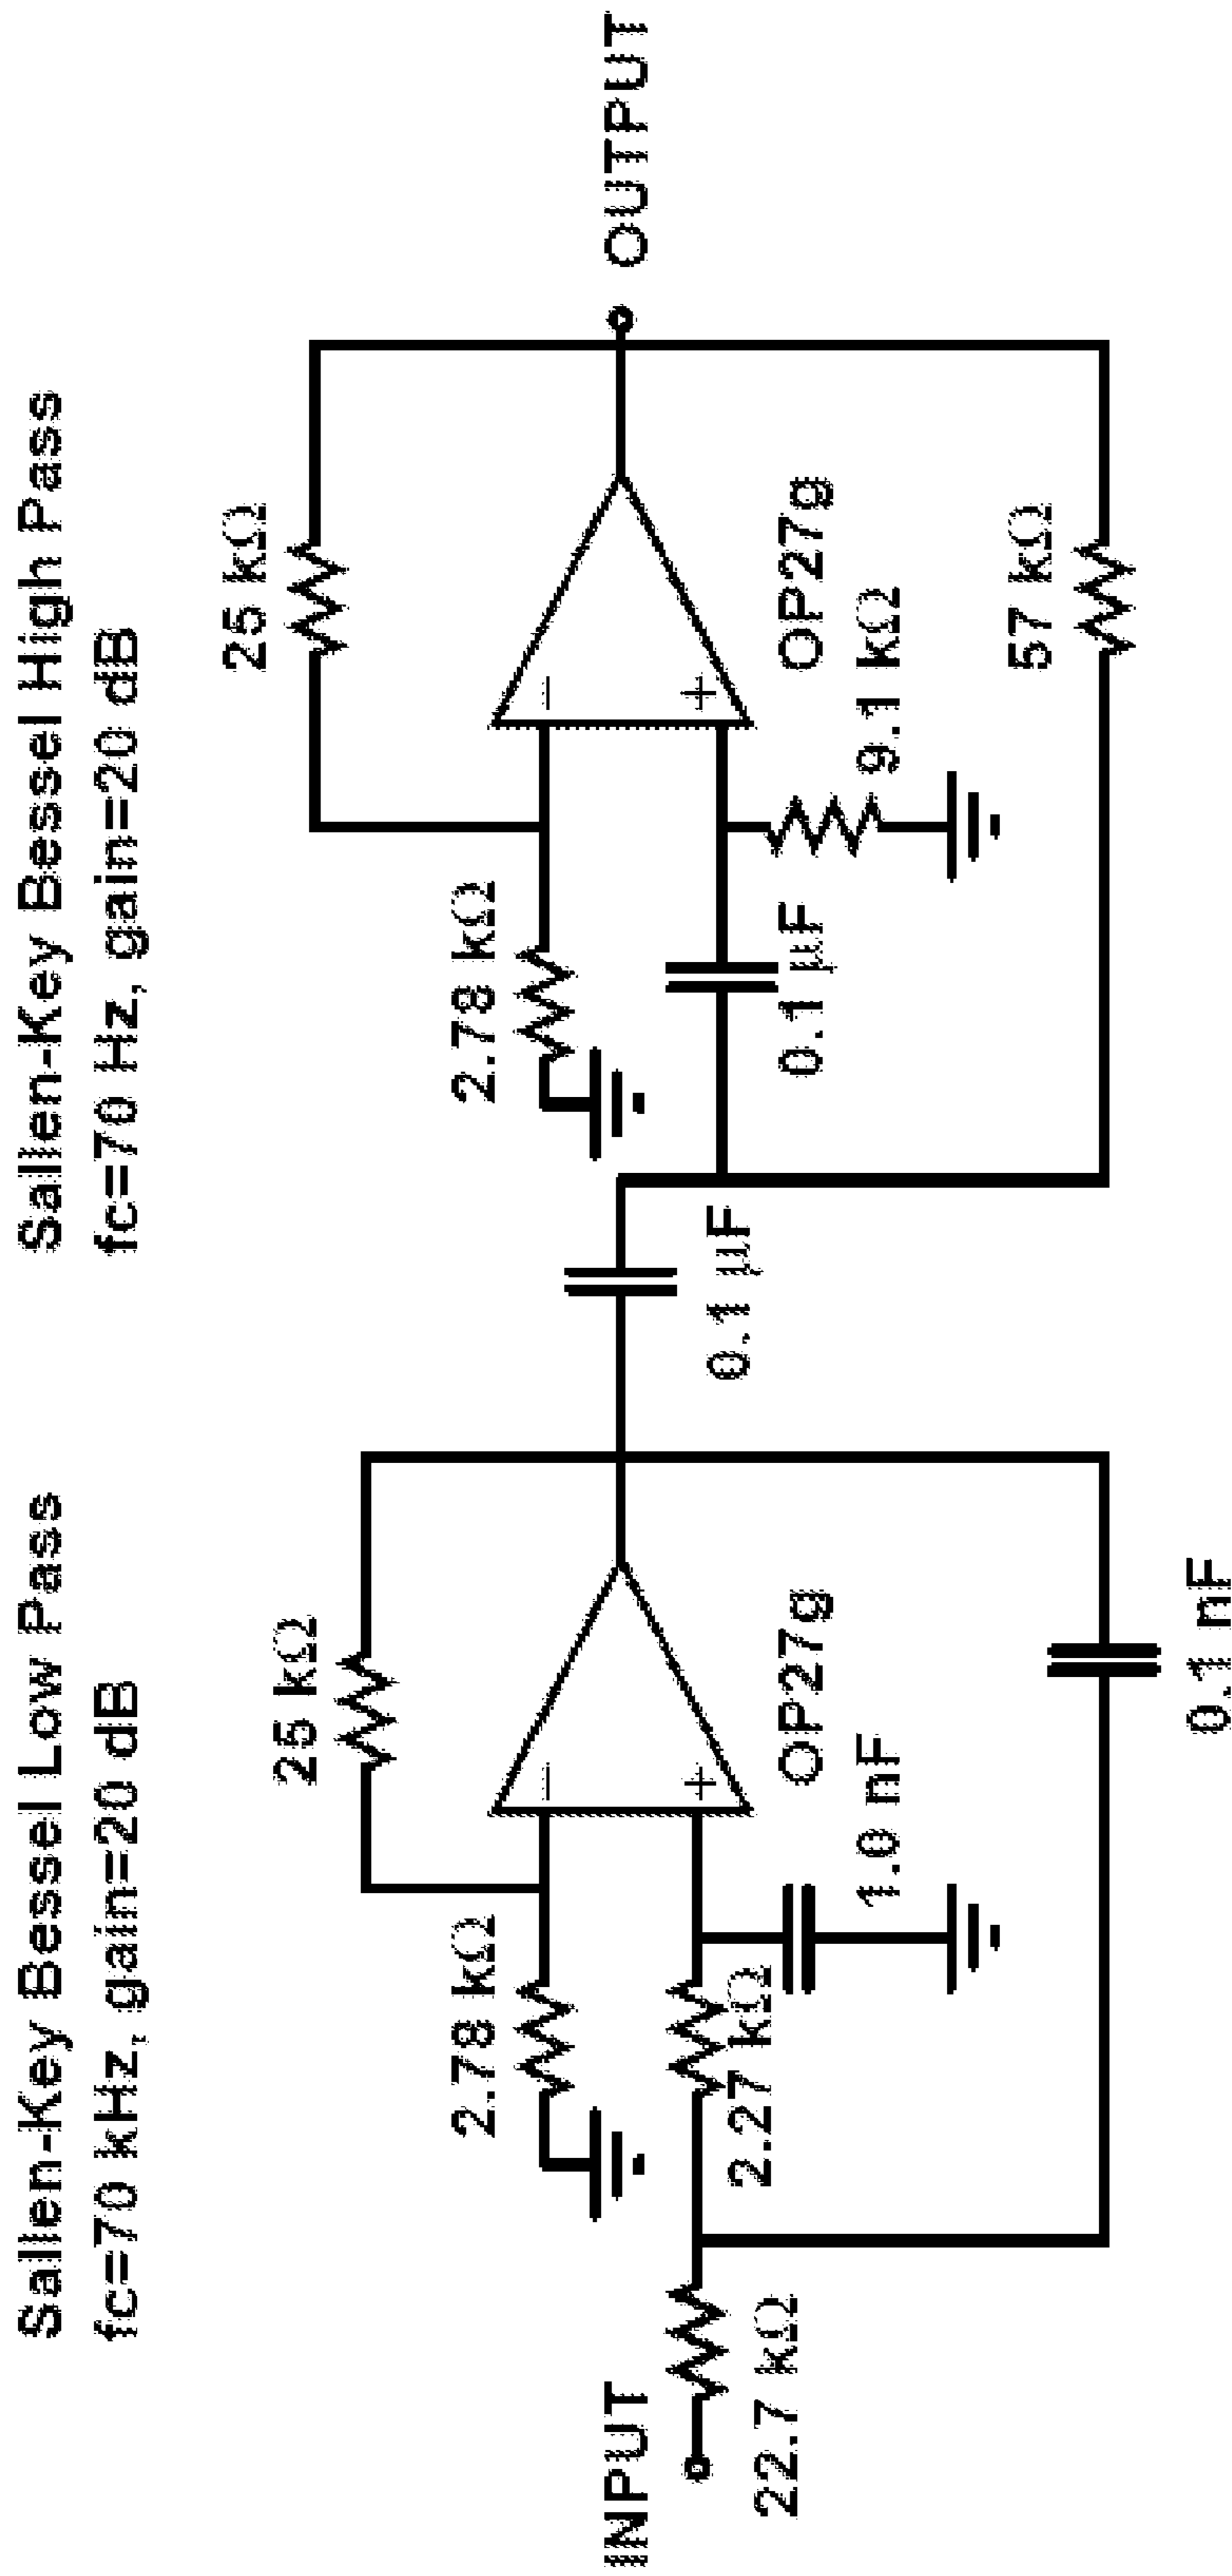 Sallen-Key Bessel Low Pass
fc=70 kHz, gain=20 dB
Sallen-Key Bessel High Pass
fc=70 Hz, gain=20 dB
25 kΩ
2.78 kΩ
INPUT
22.7 kΩ
2.27 kΩ
OP27g
1.0 nF
0.1 nF
0.1 µF
25 kΩ
2.78 kΩ
0.1 µF
OP27g
9.1 kΩ
57 kΩ
OUTPUT